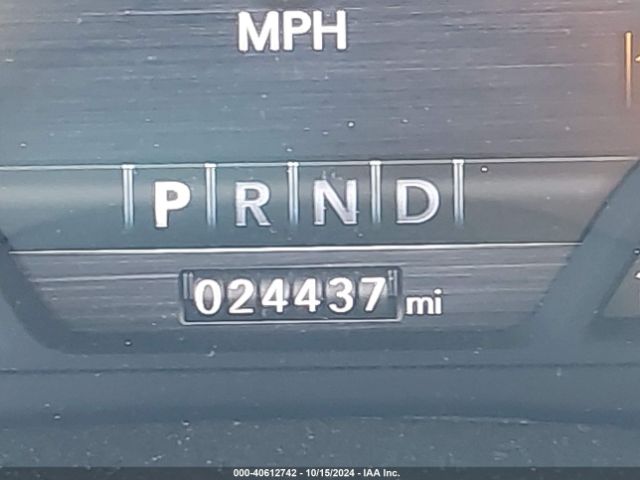 MPH
P R N D
024437 mi
000-40612742 - 10/15/2024 - IAA Inc.